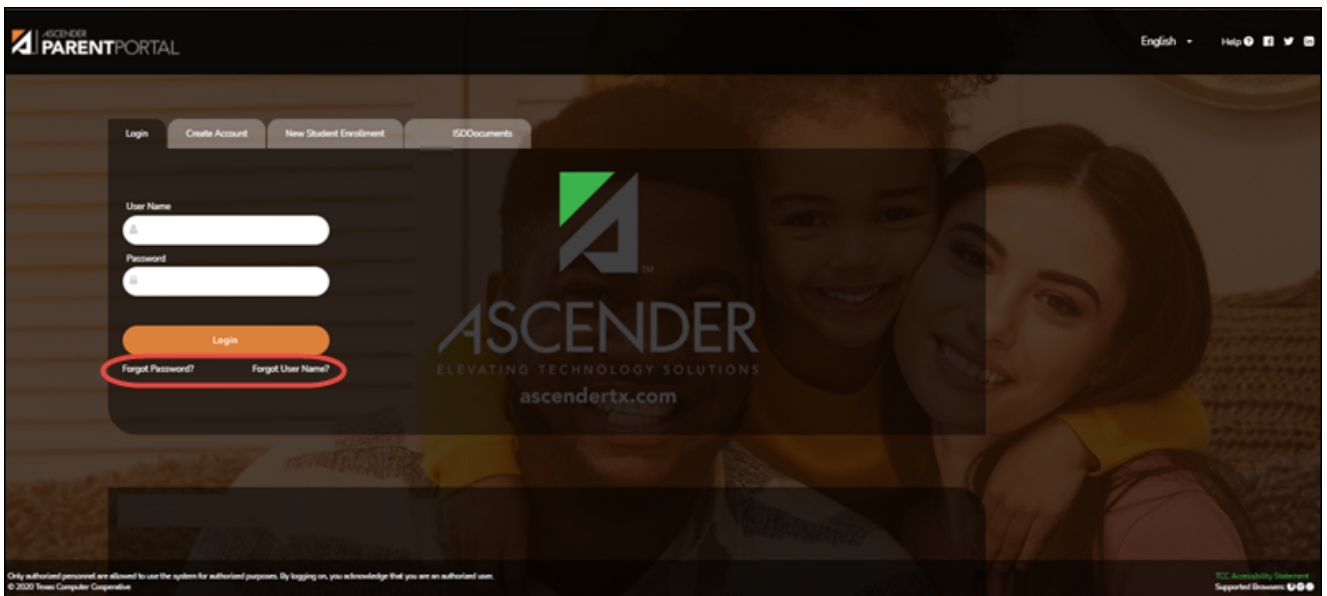 ASCENDER
PARENTPORTAL
English
Help
Login
Create Account
New Student Enrollment
ISDDocuments
User Name
Password
Login
Forgot Password?
Forgot User Name?
TM
ASCENDER
ELEVATING TECHNOLOGY SOLUTIONS
ascendertx.com
Only authorized personnel are allowed to use the system for authorized purposes. By logging on, you acknowledge that you are an authorized user.
© 2020 Texas Computer Cooperative
TCC Accessibility Statement
Supported Browsers: